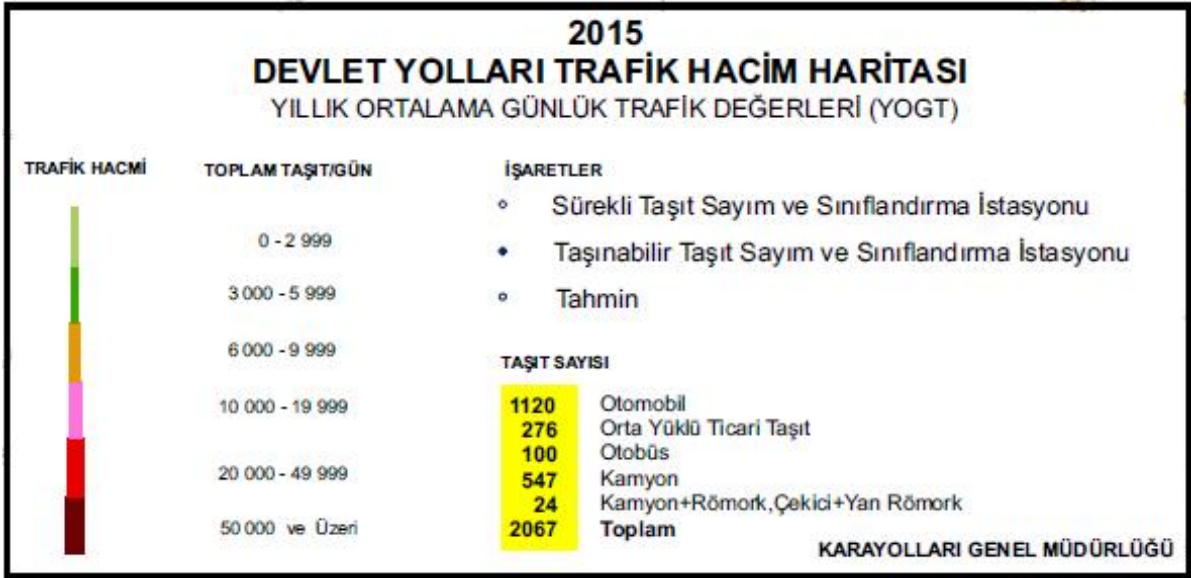 2015
DEVLET YOLLARI TRAFİK HACİM HARİTASI
YILLIK ORTALAMA GÜNLÜK TRAFİK DEĞERLERİ (YOGT)
TRAFİK HACMİ
TOPLAM TAŞIT/GÜN
0 - 2 999
3 000 - 5 999
6 000 - 9 999
10 000 - 19 999
20 000 - 49 999
50 000 ve Üzeri
İŞARETLER
Sürekli Taşıt Sayım ve Sınıflandırma İstasyonu
Taşınabilir Taşıt Sayım ve Sınıflandırma İstasyonu
Tahmin
TAŞIT SAYISI
1120 Otomobil
276 Orta Yüklü Ticari Taşıt
100 Otobüs
547 Kamyon
24 Kamyon+Römork,Çekici+Yarı Römork
2067 Toplam
KARAYOLLARI GENEL MÜDÜRLÜĞÜ